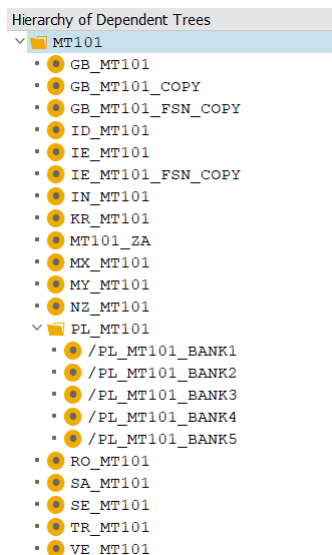 Hierarchy of Dependent Trees
MT101
GB_MT101
GB_MT101_COPY
GB_MT101_FSN_COPY
ID_MT101
IE_MT101
IE_MT101_FSN_COPY
IN_MT101
KR_MT101
MT101_ZA
MX_MT101
MY_MT101
NZ_MT101
PL_MT101
/PL_MT101_BANK1
/PL_MT101_BANK2
/PL_MT101_BANK3
/PL_MT101_BANK4
/PL_MT101_BANK5
RO_MT101
SA_MT101
SE_MT101
TR_MT101
VE_MT101